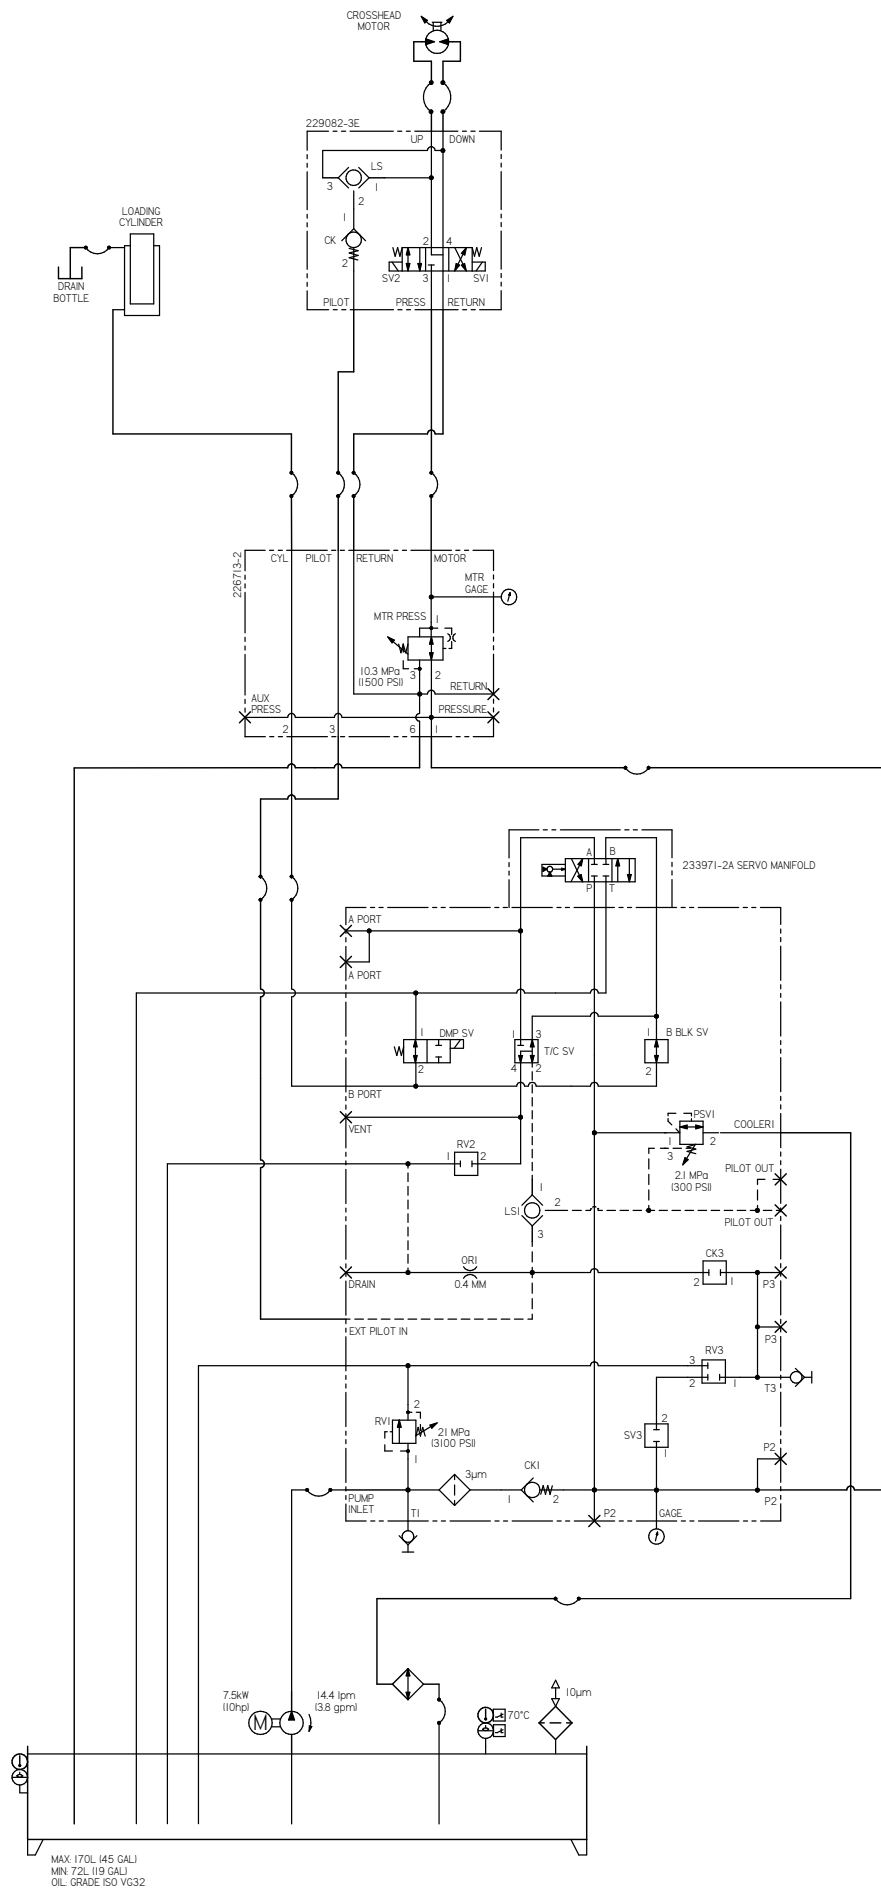 CROSSHEAD
MOTOR
229082-3E
UP
DOWN
LS
3
1
2
1
CK
2
2
4
SV2
3
1
SV1
PILOT
PRESS
RETURN
LOADING
CYLINDER
DRAIN
BOTTLE
226713-2
CYL
PILOT
RETURN
MOTOR
MTR
GAGE
MTR PRESS
1
10.3 MPa
(1500 PSI)
3
2
RETURN
AUX
PRESS
PRESSURE
2
3
6
1
A
B
233971-2A SERVO MANIFOLD
P
T
A PORT
A PORT
1
DMP SV
2
1
3
T/C SV
4
2
1
B BLK SV
2
B PORT
VENT
PSV1
COOLER1
1
2
3
2.1 MPa
(300 PSI)
RV2
1
2
PILOT OUT
PILOT OUT
1
2
LS1
3
OR1
0.4 MM
DRAIN
CK3
2
1
P3
P3
EXT PILOT IN
RV3
3
2
1
T3
2
RV1
21 MPa
(3100 PSI)
1
2
SV3
1
P2
P2
3µm
CK1
1
2
PUMP
INLET
T1
P2
GAGE
7.5kW
(10hp)
M
14.4 lpm
(3.8 gpm)
70°C
10µm
MAX: 170L (45 GAL)
MIN: 72L (19 GAL)
OIL: GRADE ISO VG32